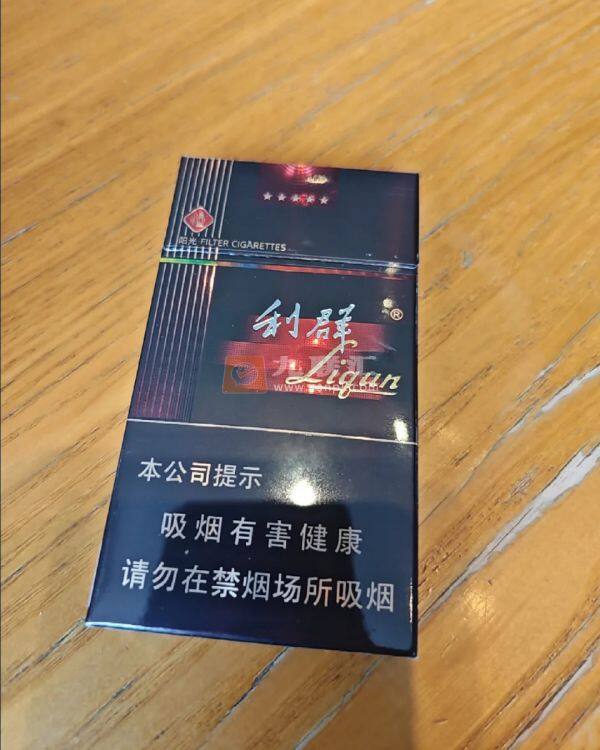 阳光 FILTER CIGARETTES
利群®
Liqun
本公司提示
吸烟有害健康
请勿在禁烟场所吸烟